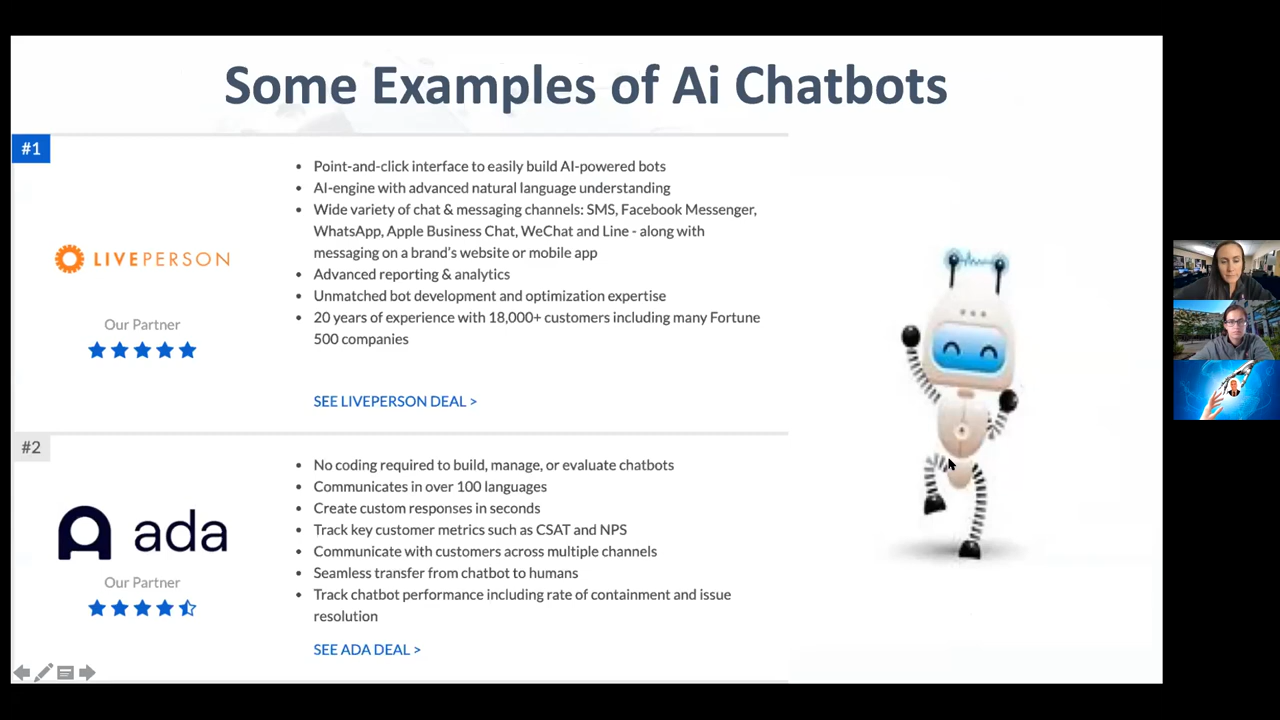 Some Examples of Ai Chatbots
#1
LIVEPERSON
Our Partner
• Point-and-click interface to easily build AI-powered bots
• AI-engine with advanced natural language understanding
• Wide variety of chat & messaging channels: SMS, Facebook Messenger,
WhatsApp, Apple Business Chat, WeChat and Line - along with
messaging on a brand's website or mobile app
• Advanced reporting & analytics
• Unmatched bot development and optimization expertise
• 20 years of experience with 18,000+ customers including many Fortune
500 companies
SEE LIVEPERSON DEAL >
#2
ada
Our Partner
• No coding required to build, manage, or evaluate chatbots
• Communicates in over 100 languages
• Create custom responses in seconds
• Track key customer metrics such as CSAT and NPS
• Communicate with customers across multiple channels
• Seamless transfer from chatbot to humans
• Track chatbot performance including rate of containment and issue
resolution
SEE ADA DEAL >